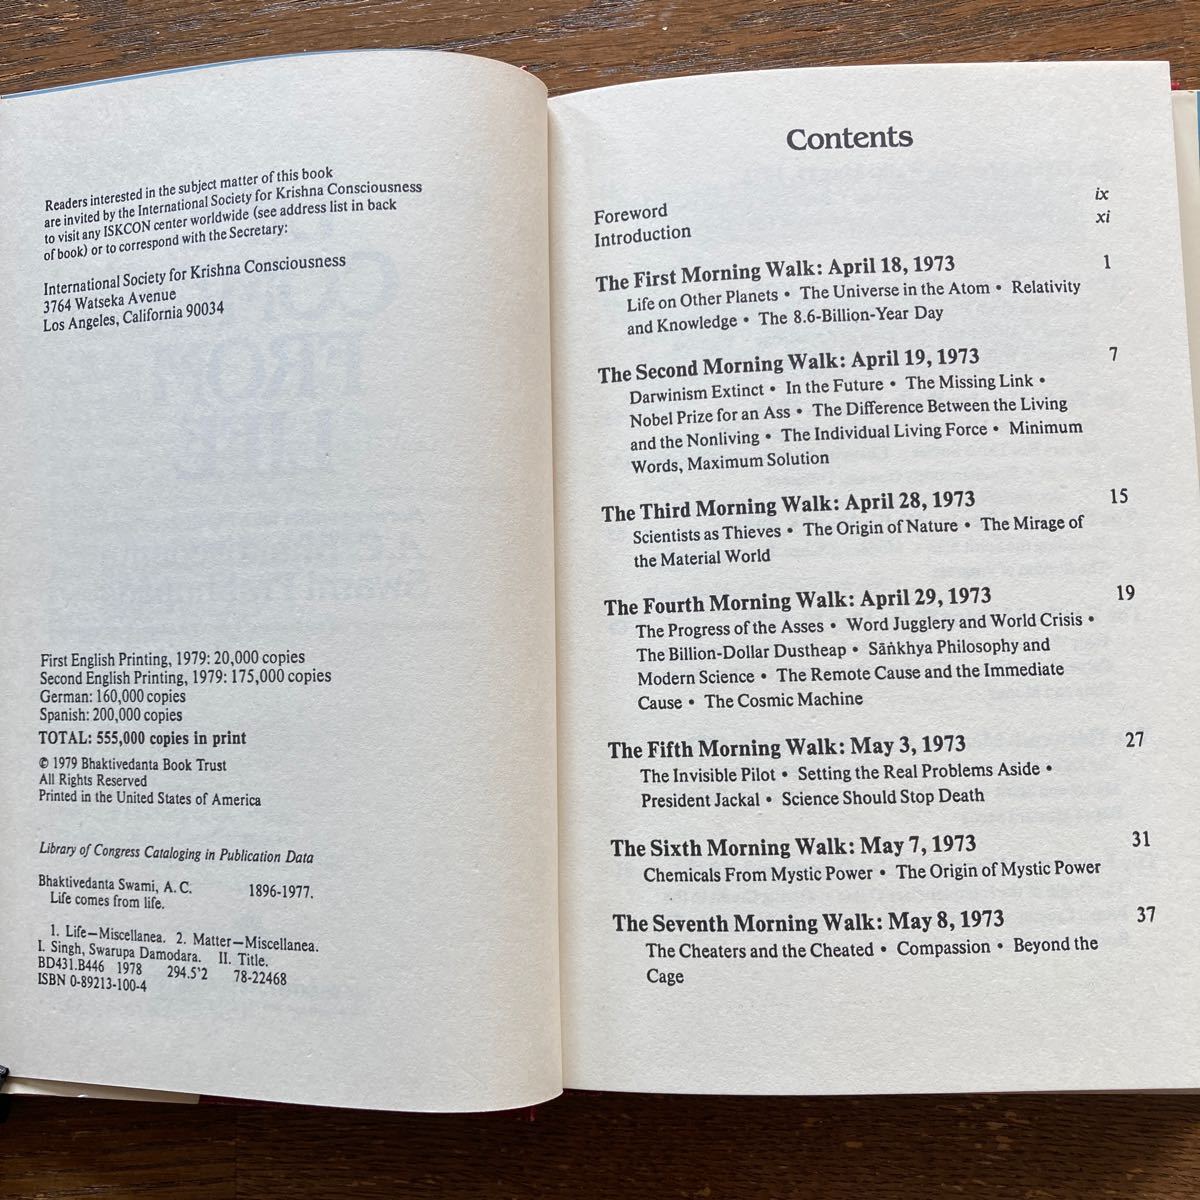 Readers interested in the subject matter of this book
are invited by the International Society for Krishna Consciousness
to visit any ISKCON center worldwide (see address list in back
of book) or to correspond with the Secretary:
International Society for Krishna Consciousness
3764 Watseka Avenue
Los Angeles, California 90034
First English Printing, 1979: 20,000 copies
Second English Printing, 1979: 175,000 copies
German: 160,000 copies
Spanish: 200,000 copies
TOTAL: 555,000 copies in print
© 1979 Bhaktivedanta Book Trust
All Rights Reserved
Printed in the United States of America
Library of Congress Cataloging in Publication Data
Bhaktivedanta Swami, A. C. 1896-1977.
Life comes from life.
1. Life—Miscellanea. 2. Matter—Miscellanea.
I. Singh, Swarupa Damodara. II. Title.
BD431.B446 1978 294.5'2 78-22468
ISBN 0-89213-100-4
Contents
Foreword ix
Introduction xi
The First Morning Walk: April 18, 1973 1
Life on Other Planets • The Universe in the Atom • Relativity
and Knowledge • The 8.6-Billion-Year Day
The Second Morning Walk: April 19, 1973 7
Darwinism Extinct • In the Future • The Missing Link •
Nobel Prize for an Ass • The Difference Between the Living
and the Nonliving • The Individual Living Force • Minimum
Words, Maximum Solution
The Third Morning Walk: April 28, 1973 15
Scientists as Thieves • The Origin of Nature • The Mirage of
the Material World
The Fourth Morning Walk: April 29, 1973 19
The Progress of the Asses • Word Jugglery and World Crisis •
The Billion-Dollar Dustheap • Sāṅkhya Philosophy and
Modern Science • The Remote Cause and the Immediate
Cause • The Cosmic Machine
The Fifth Morning Walk: May 3, 1973 27
The Invisible Pilot • Setting the Real Problems Aside •
President Jackal • Science Should Stop Death
The Sixth Morning Walk: May 7, 1973 31
Chemicals From Mystic Power • The Origin of Mystic Power
The Seventh Morning Walk: May 8, 1973 37
The Cheaters and the Cheated • Compassion • Beyond the
Cage